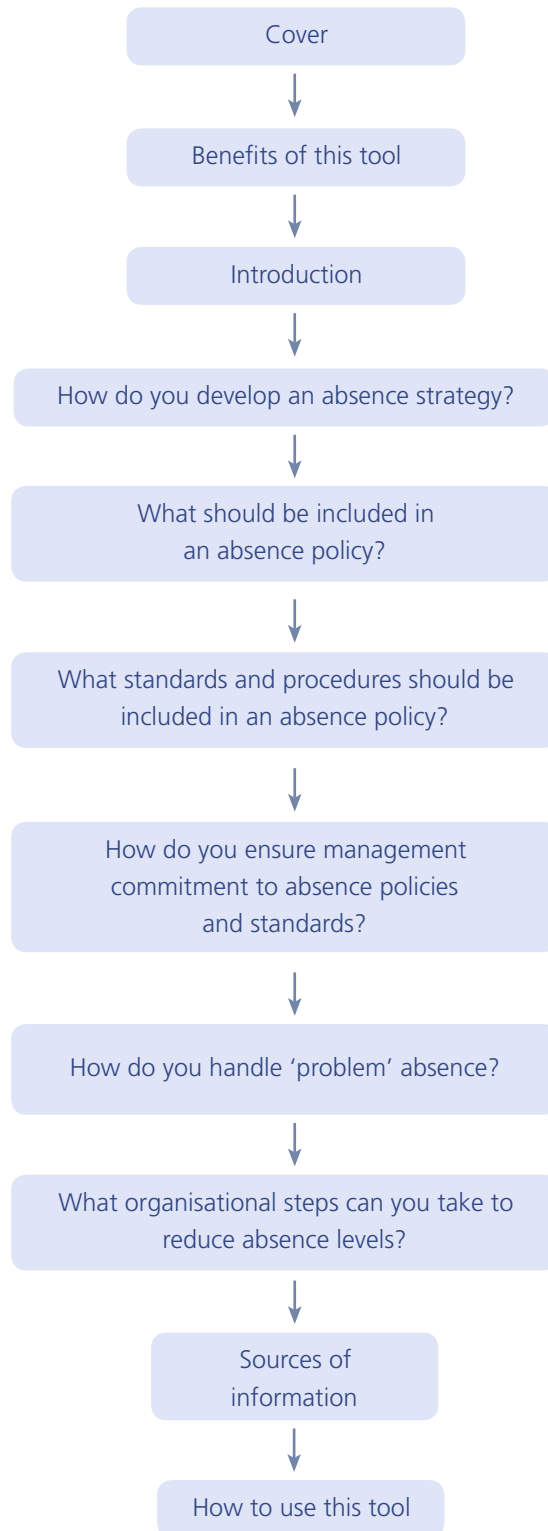 Cover
Benefits of this tool
Introduction
How do you develop an absence strategy?
What should be included in
an absence policy?
What standards and procedures should be
included in an absence policy?
How do you ensure management
commitment to absence policies
and standards?
How do you handle ‘problem’ absence?
What organisational steps can you take to
reduce absence levels?
Sources of
information
How to use this tool